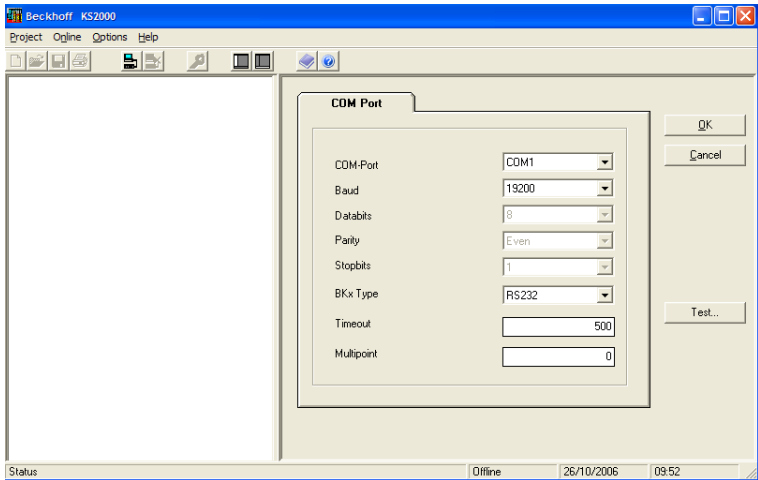 Beckhoff KS2000
Project Online Options Help
COM Port
OK
Cancel
COM-Port COM1
Baud 19200
Databits 8
Parity Even
Stopbits 1
BKx Type RS232
Test...
Timeout 500
Multipoint 0
Status Offline 26/10/2006 09:52